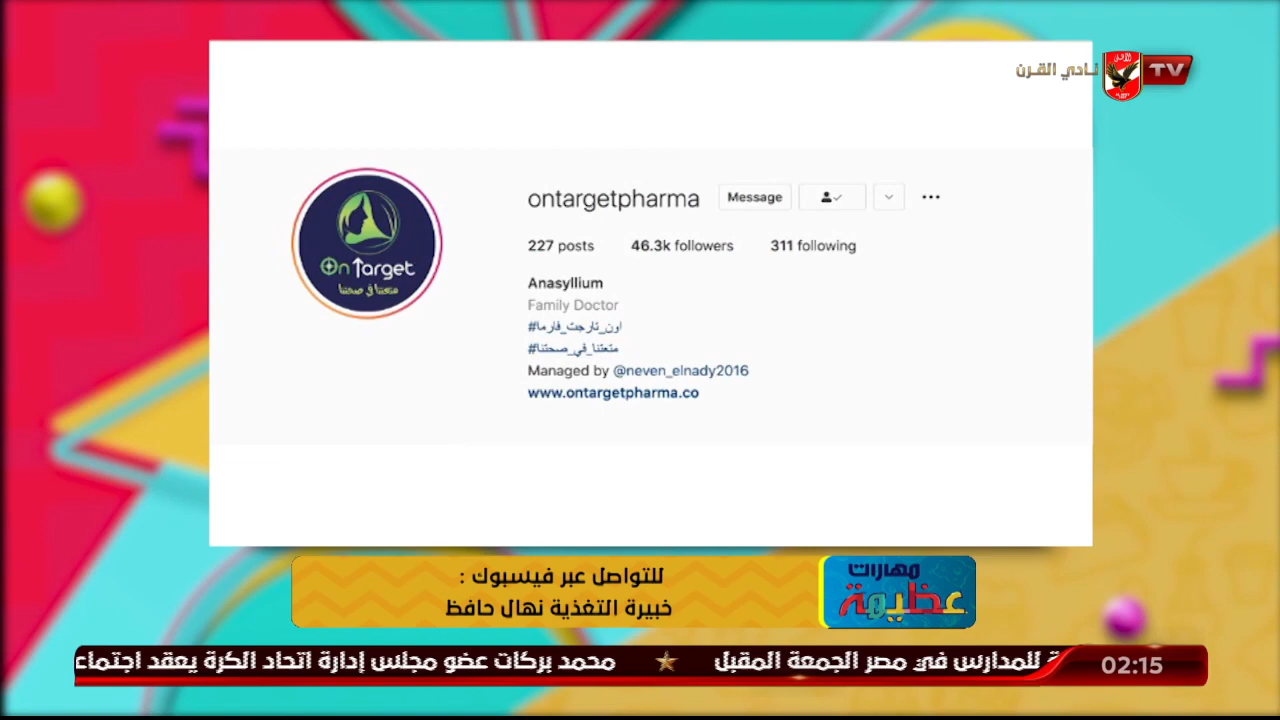 نادي القرن
TV
ontargetpharma
Message
227 posts
46.3k followers
311 following
On Target
متعتنا في صحتنا
Anasyllium
Family Doctor
#اون_تارجت_فارما
#متعتنا_في_صحتنا
Managed by @neven_elnady2016
www.ontargetpharma.co
مهارات
عظيمة
للتواصل عبر فيسبوك :
خبيرة التغذية نهال حافظ
02:15
ة للمدارس في مصر الجمعة المقبل
محمد بركات عضو مجلس إدارة اتحاد الكرة يعقد اجتماع